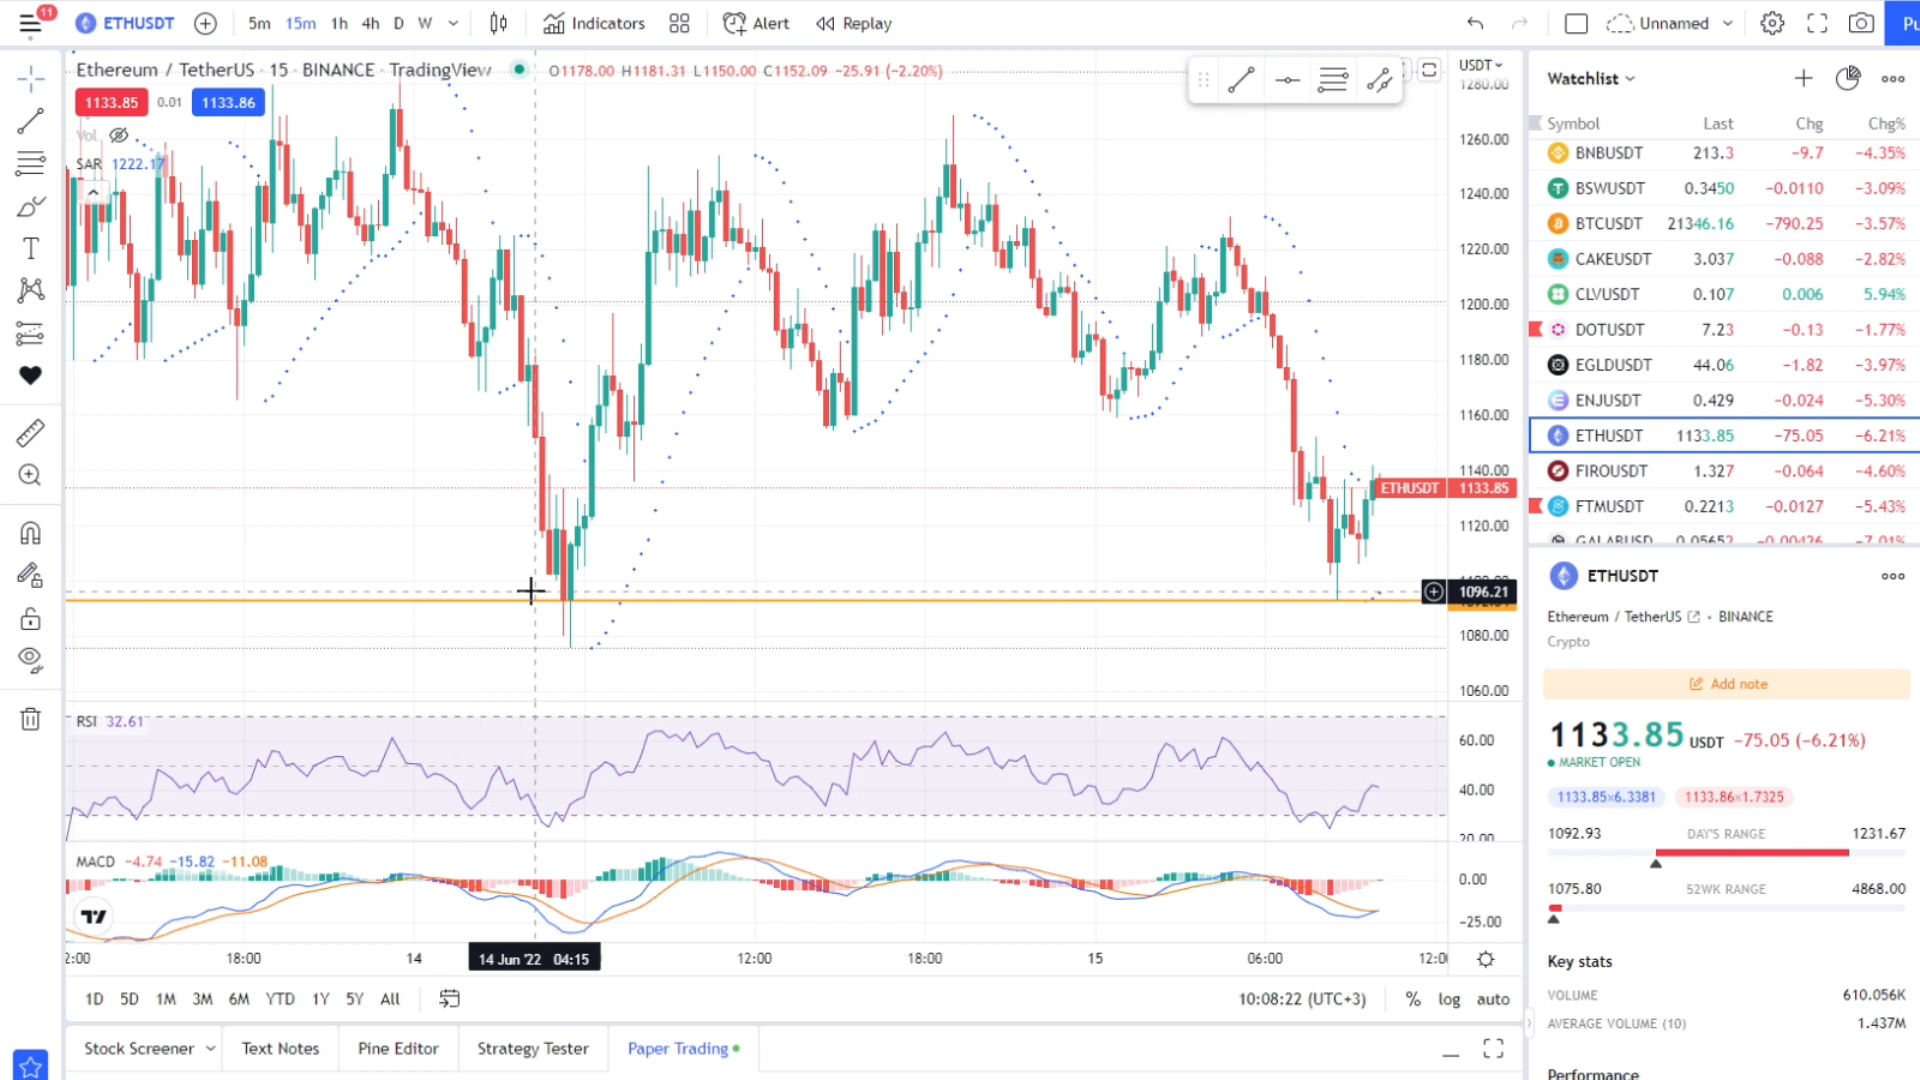 11
ETHUSDT 5m 15m 1h 4h D W Indicators Alert Replay Unnamed Pu
Ethereum / TetherUS · 15 · BINANCE · TradingView O1178.00 H1181.31 L1150.00 C1152.09 −25.91 (−2.20%)
1133.85 0.01 1133.86
Vol
SAR 1222.17
USDT
1280.00
1260.00
1240.00
1220.00
1200.00
1180.00
1160.00
1140.00
ETHUSDT 1133.85
1120.00
1096.21
1080.00
1060.00
RSI 32.61
60.00
40.00
20.00
MACD −4.74 −15.82 −11.08
0.00
−25.00
2:00 18:00 14 14 Jun '22 04:15 12:00 18:00 15 06:00 12:00
1D 5D 1M 3M 6M YTD 1Y 5Y All 10:08:22 (UTC+3) % log auto
Stock Screener Text Notes Pine Editor Strategy Tester Paper Trading
Watchlist
Symbol Last Chg Chg%
BNBUSDT 213.3 −9.7 −4.35%
BSWUSDT 0.3450 −0.0110 −3.09%
BTCUSDT 21346.16 −790.25 −3.57%
CAKEUSDT 3.037 −0.088 −2.82%
CLVUSDT 0.107 0.006 5.94%
DOTUSDT 7.23 −0.13 −1.77%
EGLDUSDT 44.06 −1.82 −3.97%
ENJUSDT 0.429 −0.024 −5.30%
ETHUSDT 1133.85 −75.05 −6.21%
FIROUSDT 1.327 −0.064 −4.60%
FTMUSDT 0.2213 −0.0127 −5.43%
ETHUSDT
Ethereum / TetherUS • BINANCE
Crypto
Add note
1133.85 USDT −75.05 (−6.21%)
MARKET OPEN
1133.85×6.3381 1133.86×1.7325
1092.93 DAY'S RANGE 1231.67
1075.80 52WK RANGE 4868.00
Key stats
VOLUME 610.056K
AVERAGE VOLUME (10) 1.437M
Performance